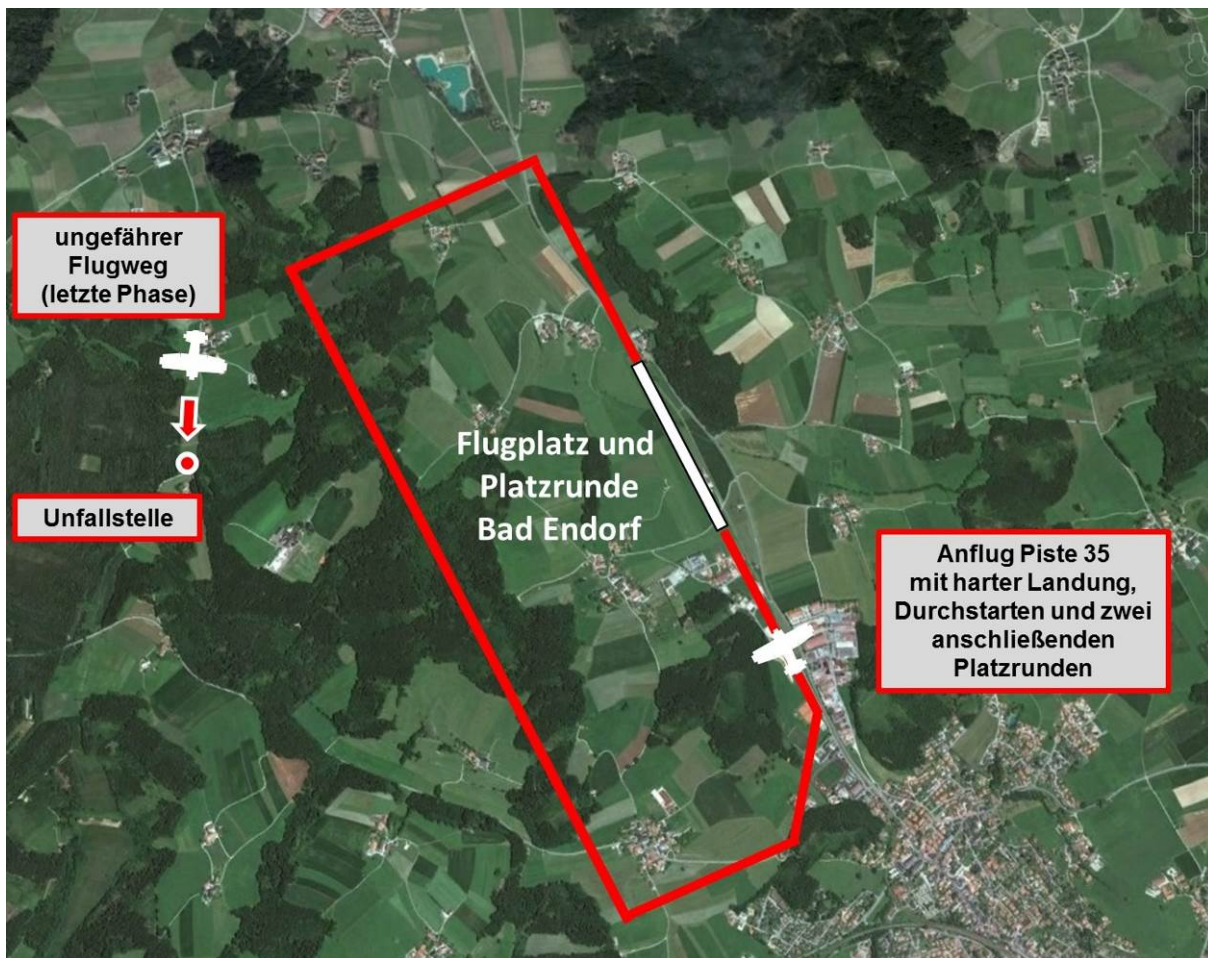 ungefährer
Flugweg
(letzte Phase)
Unfallstelle
Flugplatz und
Platzrunde
Bad Endorf
Anflug Piste 35
mit harter Landung,
Durchstarten und zwei
anschließenden
Platzrunden